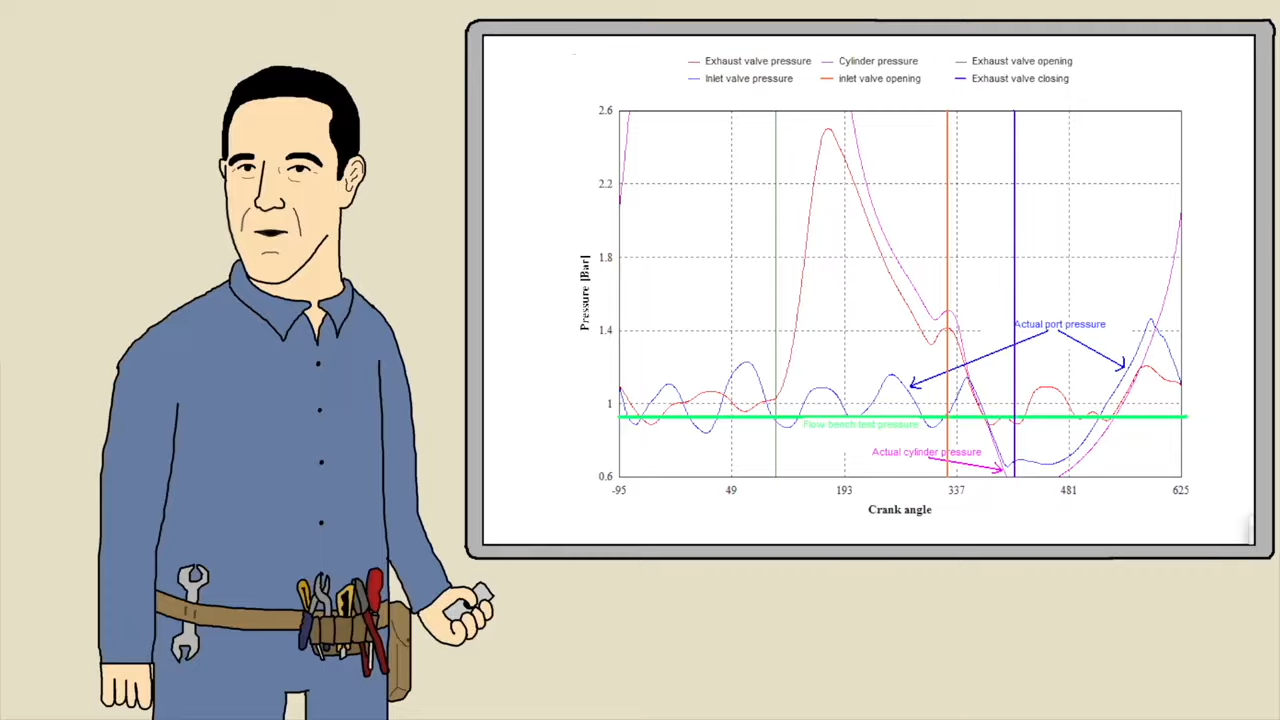 Exhaust valve pressure Cylinder pressure Exhaust valve opening
Inlet valve pressure inlet valve opening Exhaust valve closing
2.6
2.2
1.8
1.4
1
0.6
Pressure [Bar]
Actual port pressure
Flow bench test pressure
Actual cylinder pressure
-95 49 193 337 481 625
Crank angle